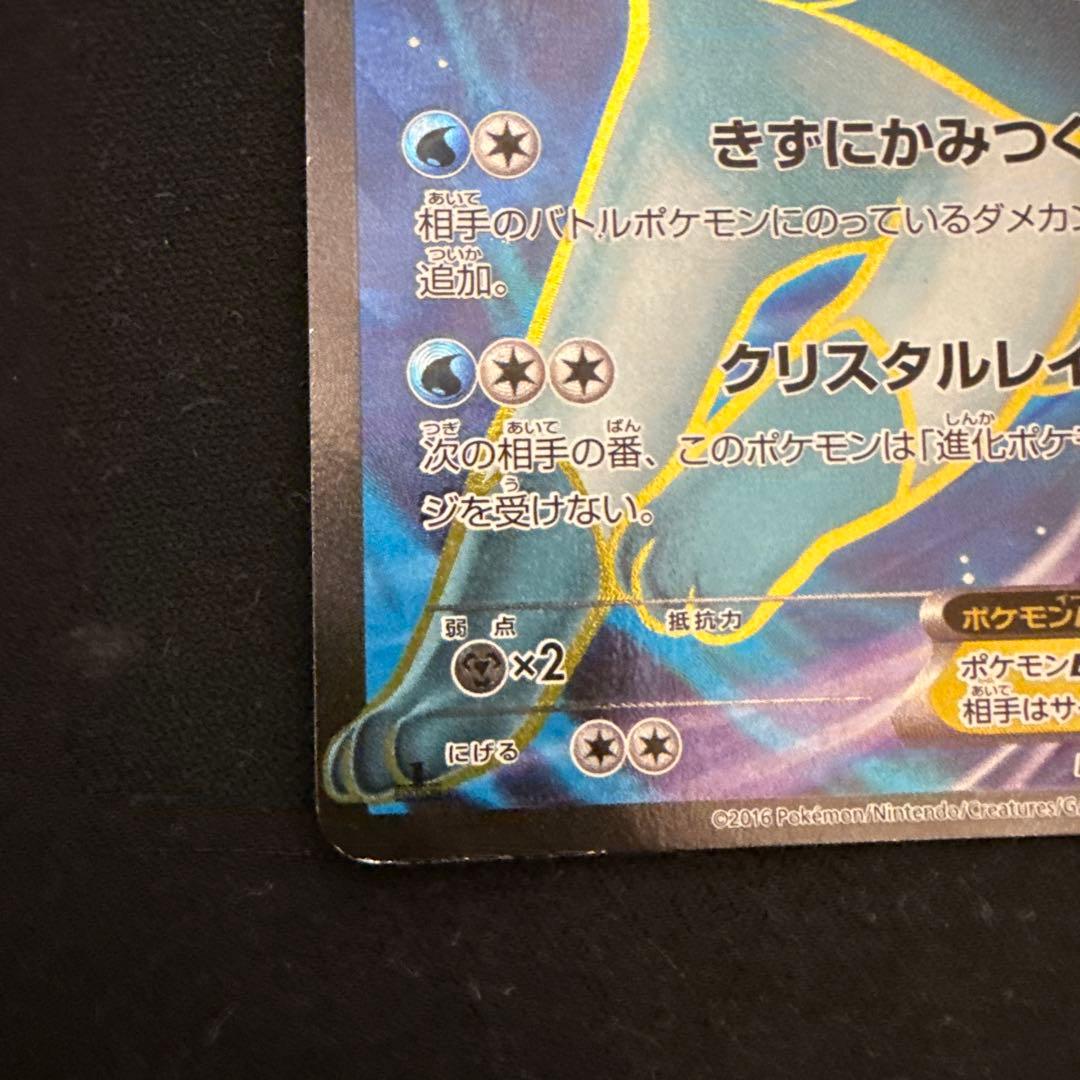 きずにかみつく
あいて
相手のバトルポケモンにのっているダメカン
ついか
追加。
クリスタルレイ
つぎ あいて ばん しんか
次の相手の番、このポケモンは「進化ポケモ
う
ジを受けない。
弱点 抵抗力
×2
ポケモン
ポケモン
あいて
相手はサ
にげる
©2016 Pokémon/Nintendo/Creatures/G